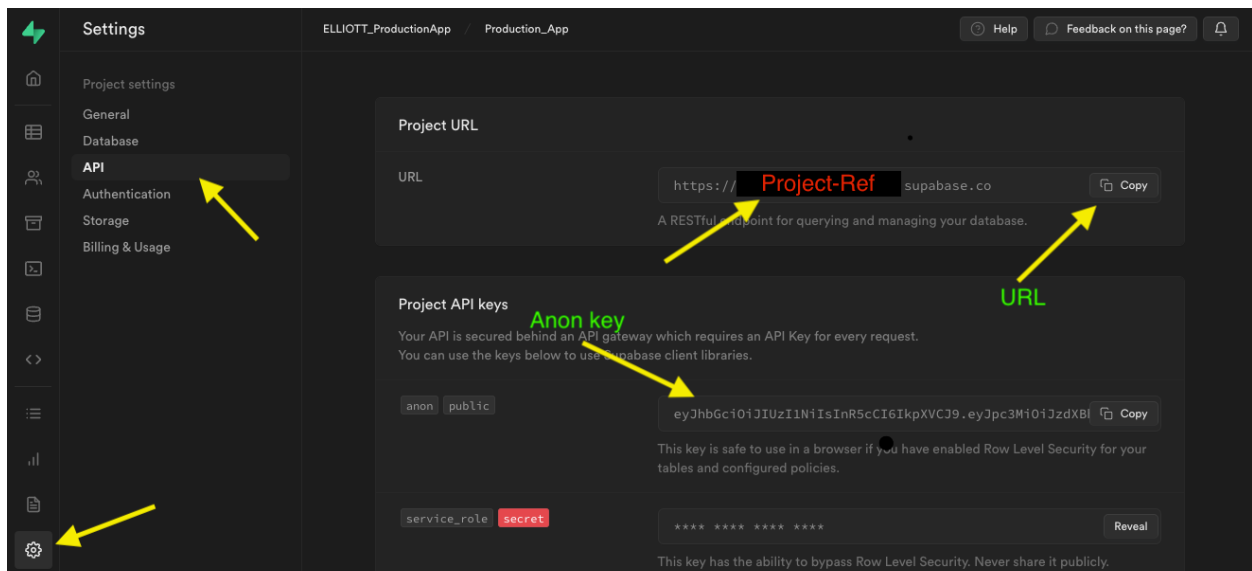 Settings
ELLIOTT_ProductionApp / Production_App
Help
Feedback on this page?
Project settings
General
Database
API
Authentication
Storage
Billing & Usage
Project URL
URL
https:// Project-Ref supabase.co
Copy
A RESTful endpoint for querying and managing your database.
URL
Project API keys
Anon key
Your API is secured behind an API gateway which requires an API Key for every request.
You can use the keys below to use Supabase client libraries.
anon public
eyJhbGciOiJIUzI1NiIsInR5cCI6IkpXVCJ9.eyJpc3MiOiJzdXBl
Copy
This key is safe to use in a browser if you have enabled Row Level Security for your
tables and configured policies.
service_role secret
**** **** **** ****
Reveal
This key has the ability to bypass Row Level Security. Never share it publicly.